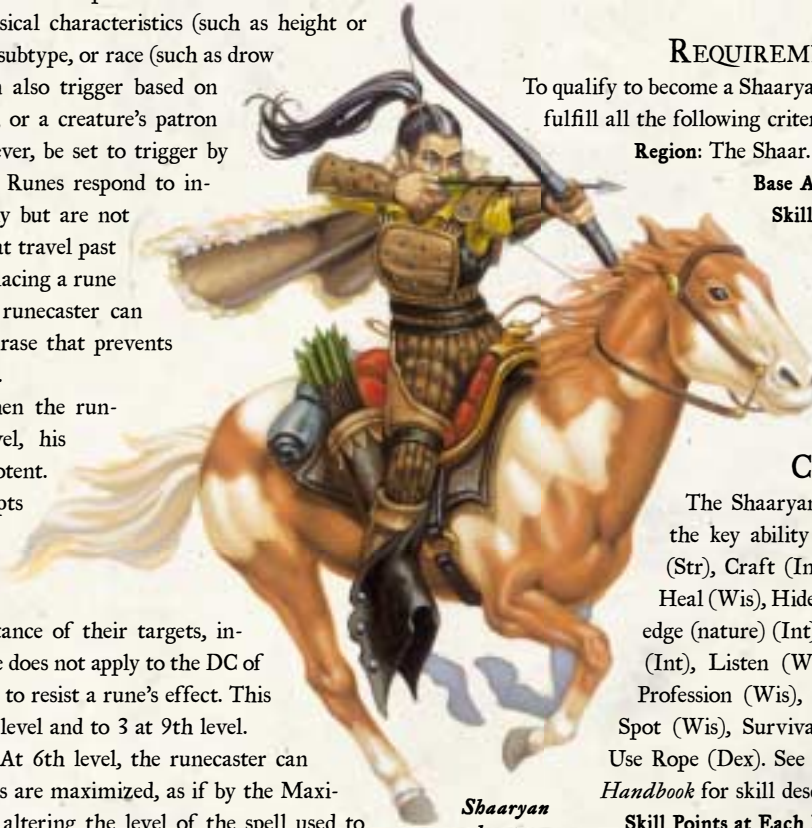 sical characteristics (such as height or
subtype, or race (such as drow
also trigger based on
or a creature's patron
ever, be set to trigger by
Runes respond to in-
y but are not
at travel past
lacing a rune
runecaster can
rase that prevents
hen the run-
vel, his
otent.
pts
tance of their targets, in-
e does not apply to the DC of
to resist a rune's effect. This
level and to 3 at 9th level.
At 6th level, the runecaster can
s are maximized, as if by the Maxi-
altering the level of the spell used to
Shaaryan
REQUIREM
To qualify to become a Shaarya
fulfill all the following criter
Region: The Shaar.
Base A
Skill
C
The Shaaryan
the key ability
(Str), Craft (In
Heal (Wis), Hide
edge (nature) (Int)
(Int), Listen (W
Profession (Wis),
Spot (Wis), Surviva
Use Rope (Dex). See
Handbook for skill desc
Skill Points at Each